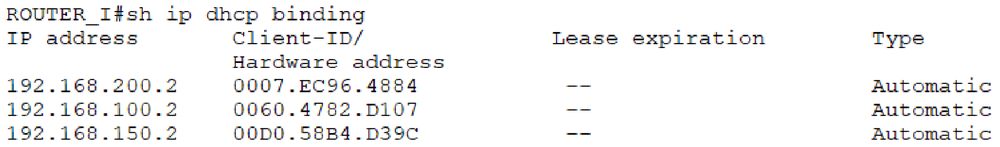 ROUTER_I#sh ip dhcp binding
IP address Client-ID/ Lease expiration Type
Hardware address
192.168.200.2 0007.EC96.4884 -- Automatic
192.168.100.2 0060.4782.D107 -- Automatic
192.168.150.2 00D0.58B4.D39C -- Automatic